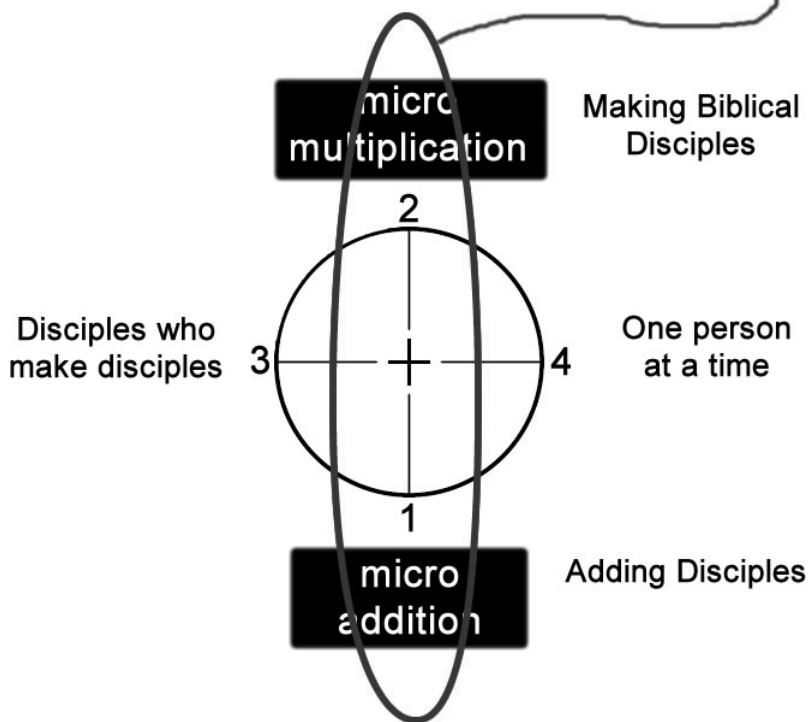 micro
multiplication
Making Biblical
Disciples
2
Disciples who
make disciples
3
4
One person
at a time
1
micro
addition
Adding Disciples